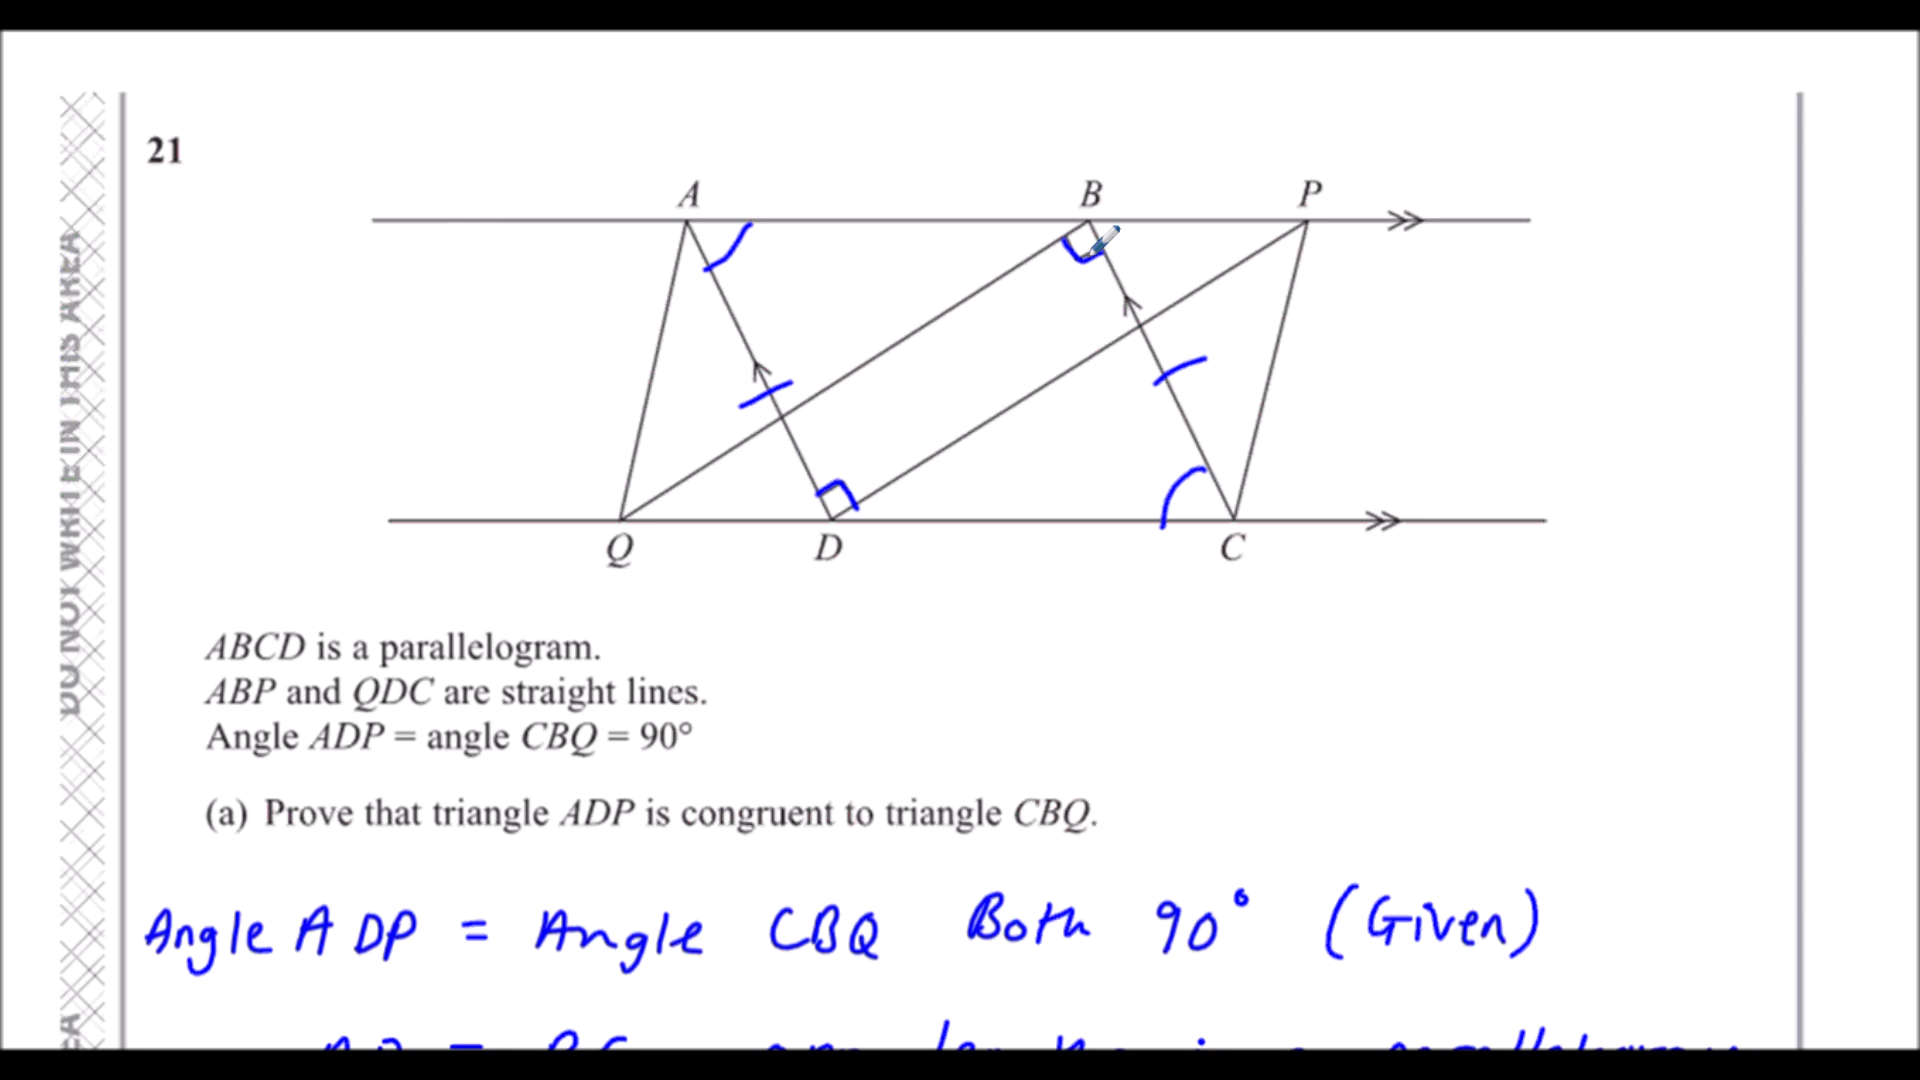 21
A B P
Q D C
ABCD is a parallelogram.
ABP and QDC are straight lines.
Angle ADP = angle CBQ = 90°
(a) Prove that triangle ADP is congruent to triangle CBQ.
Angle ADP = Angle CBQ Both 90° (Given)
DO NOT WRITE IN THIS AREA